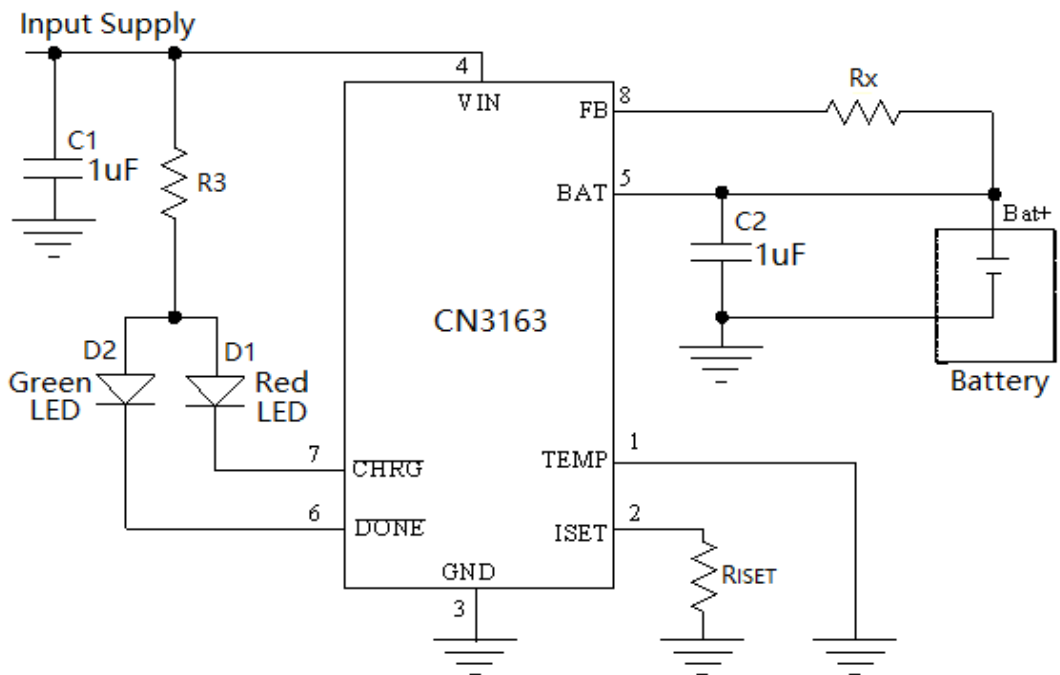 Input Supply
4
VIN
8
FB
Rx
C1
1uF
R3
5
BAT
Bat+
C2
1uF
CN3163
D2
D1
Green
LED
Red
LED
Battery
7
CHRG
1
TEMP
6
DONE
2
ISET
RISET
GND
3